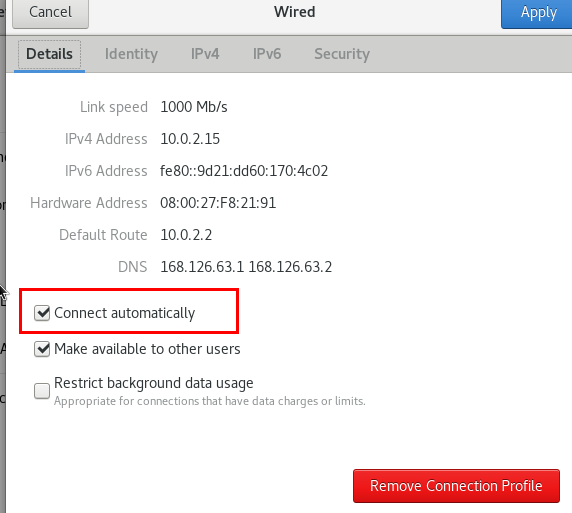 Cancel Wired Apply
Details Identity IPv4 IPv6 Security
Link speed 1000 Mb/s
IPv4 Address 10.0.2.15
IPv6 Address fe80::9d21:dd60:170:4c02
Hardware Address 08:00:27:F8:21:91
Default Route 10.0.2.2
DNS 168.126.63.1 168.126.63.2
Connect automatically
Make available to other users
Restrict background data usage
Appropriate for connections that have data charges or limits.
Remove Connection Profile